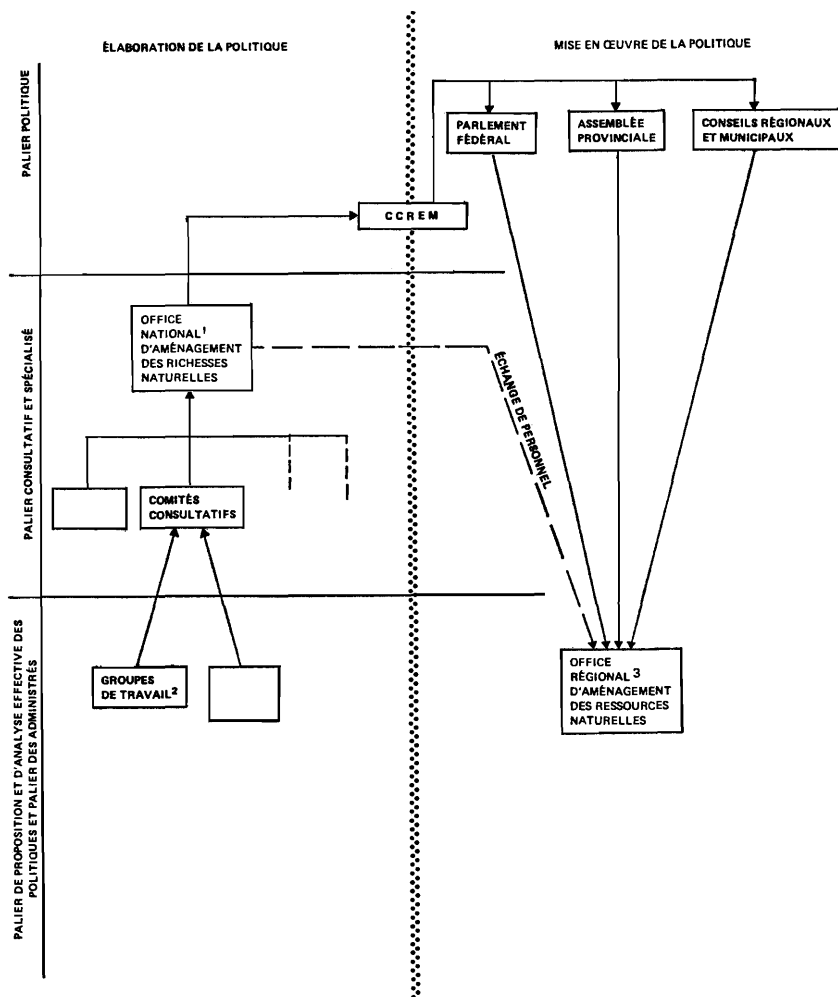 ÉLABORATION DE LA POLITIQUE
MISE EN ŒUVRE DE LA POLITIQUE
PALIER POLITIQUE
PARLEMENT
FÉDÉRAL
ASSEMBLÉE
PROVINCIALE
CONSEILS RÉGIONAUX
ET MUNICIPAUX
CCREM
PALIER CONSULTATIF ET SPÉCIALISÉ
OFFICE
NATIONAL¹
D'AMÉNAGEMENT
DES RICHESSES
NATURELLES
ÉCHANGE DE PERSONNEL
COMITÉS
CONSULTATIFS
PALIER DE PROPOSITION ET D'ANALYSE EFFECTIVE DES
POLITIQUES ET PALIER DES ADMINISTRÉS
GROUPES
DE TRAVAIL²
OFFICE
RÉGIONAL³
D'AMÉNAGEMENT
DES RESSOURCES
NATURELLES